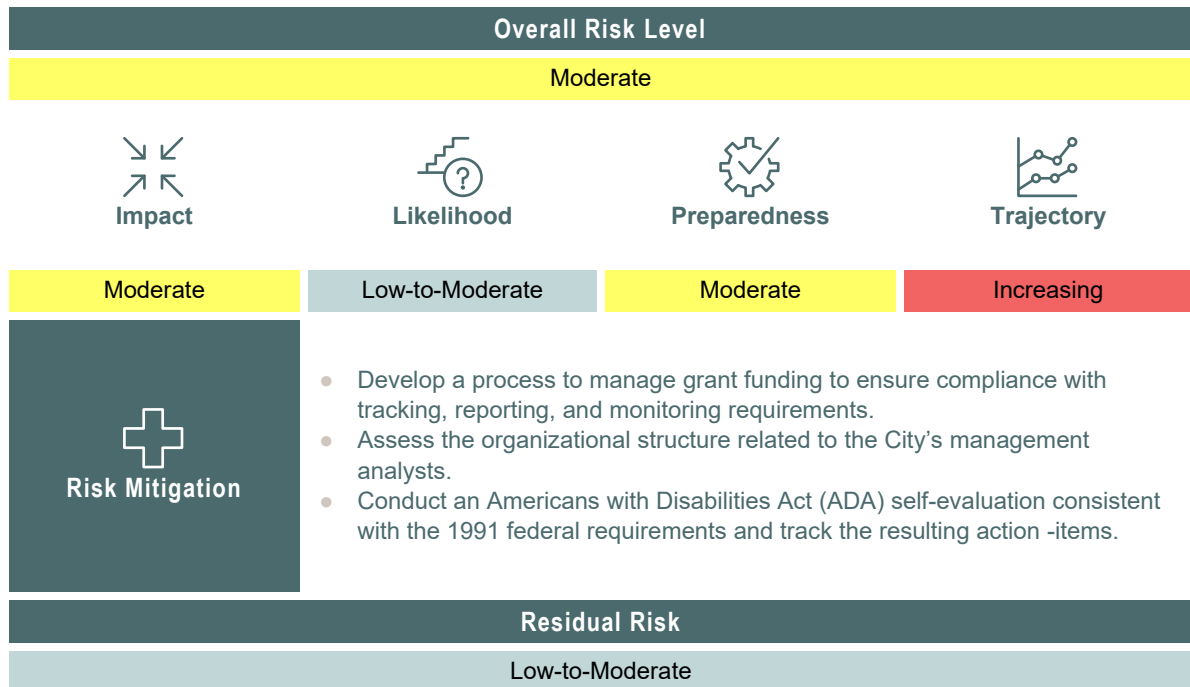 Overall Risk Level
Moderate
?
Impact
Likelihood
Preparedness
Trajectory
Moderate
Low-to-Moderate
Moderate
Increasing
Risk Mitigation
● Develop a process to manage grant funding to ensure compliance with
tracking, reporting, and monitoring requirements.
● Assess the organizational structure related to the City’s management
analysts.
● Conduct an Americans with Disabilities Act (ADA) self-evaluation consistent
with the 1991 federal requirements and track the resulting action -items.
Residual Risk
Low-to-Moderate